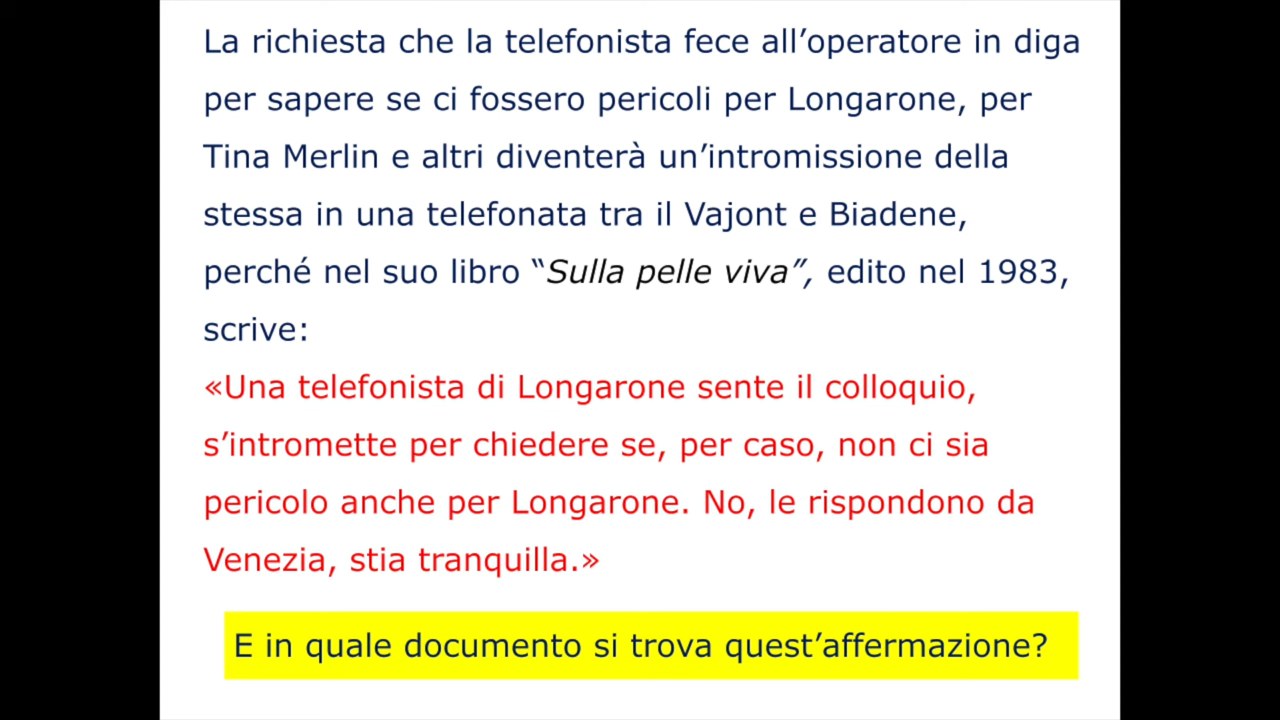 La richiesta che la telefonista fece all’operatore in diga
per sapere se ci fossero pericoli per Longarone, per
Tina Merlin e altri diventerà un’intromissione della
stessa in una telefonata tra il Vajont e Biadene,
perché nel suo libro “Sulla pelle viva”, edito nel 1983,
scrive:
«Una telefonista di Longarone sente il colloquio,
s’intromette per chiedere se, per caso, non ci sia
pericolo anche per Longarone. No, le rispondono da
Venezia, stia tranquilla.»
E in quale documento si trova quest’affermazione?